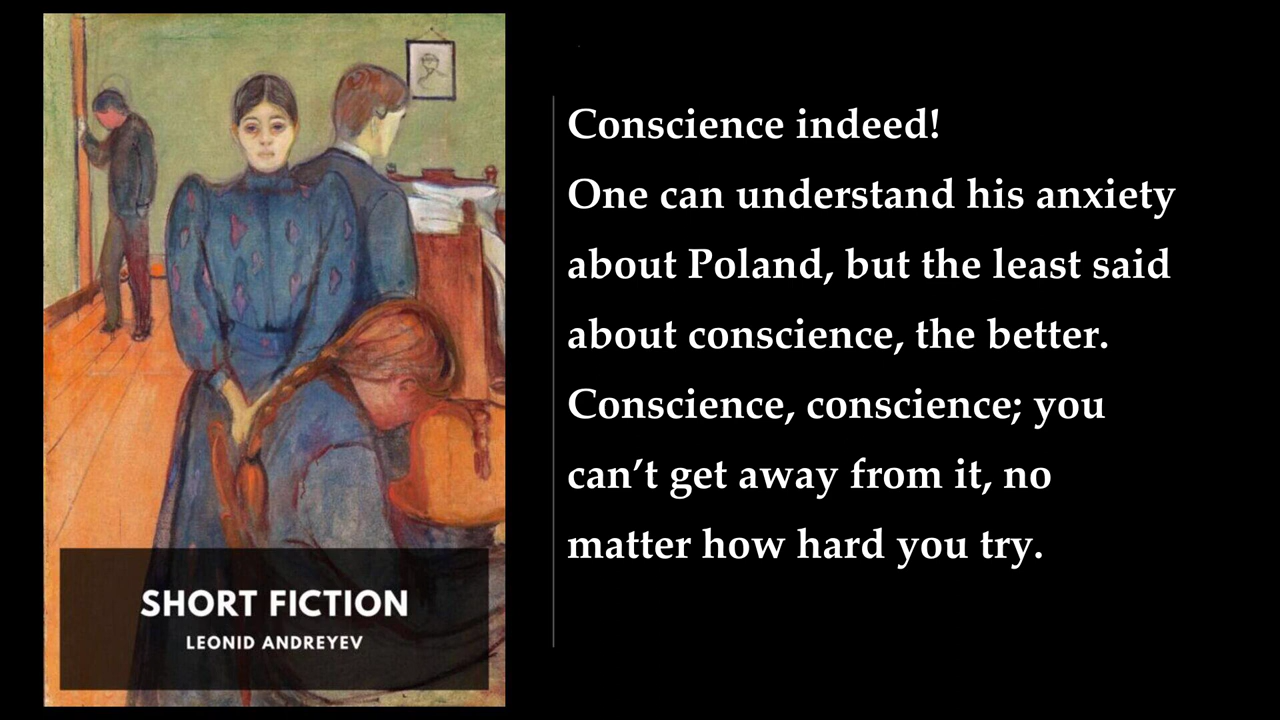 SHORT FICTION
LEONID ANDREYEV
Conscience indeed!
One can understand his anxiety
about Poland, but the least said
about conscience, the better.
Conscience, conscience; you
can’t get away from it, no
matter how hard you try.